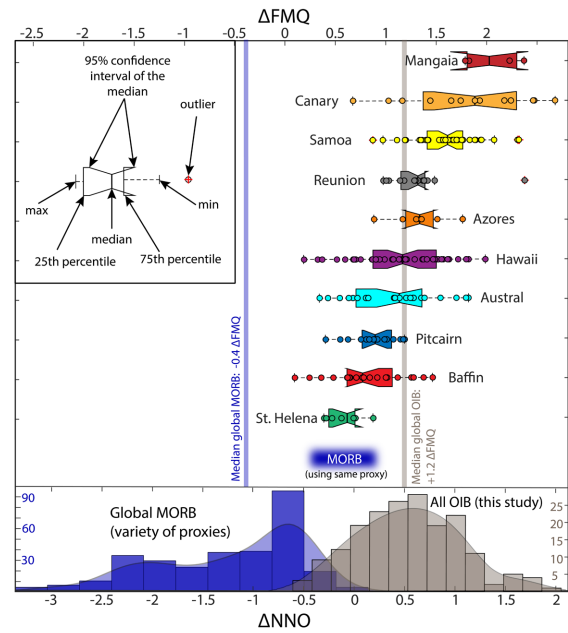 ΔFMQ
-2.5 -2 -1.5 -1 -0.5 0 0.5 1 1.5 2 2.5
95% confidence
interval of the
median
outlier
max
min
median
25th percentile
75th percentile
Mangaia
Canary
Samoa
Reunion
Azores
Hawaii
Austral
Pitcairn
Baffin
St. Helena
Median global MORB: -0.4 ΔFMQ
Median global OIB:
+1.2 ΔFMQ
MORB
(using same proxy)
Global MORB
(variety of proxies)
All OIB (this study)
90
60
30
25
20
15
10
5
-3 -2.5 -2 -1.5 -1 -0.5 0 0.5 1 1.5 2
ΔNNO